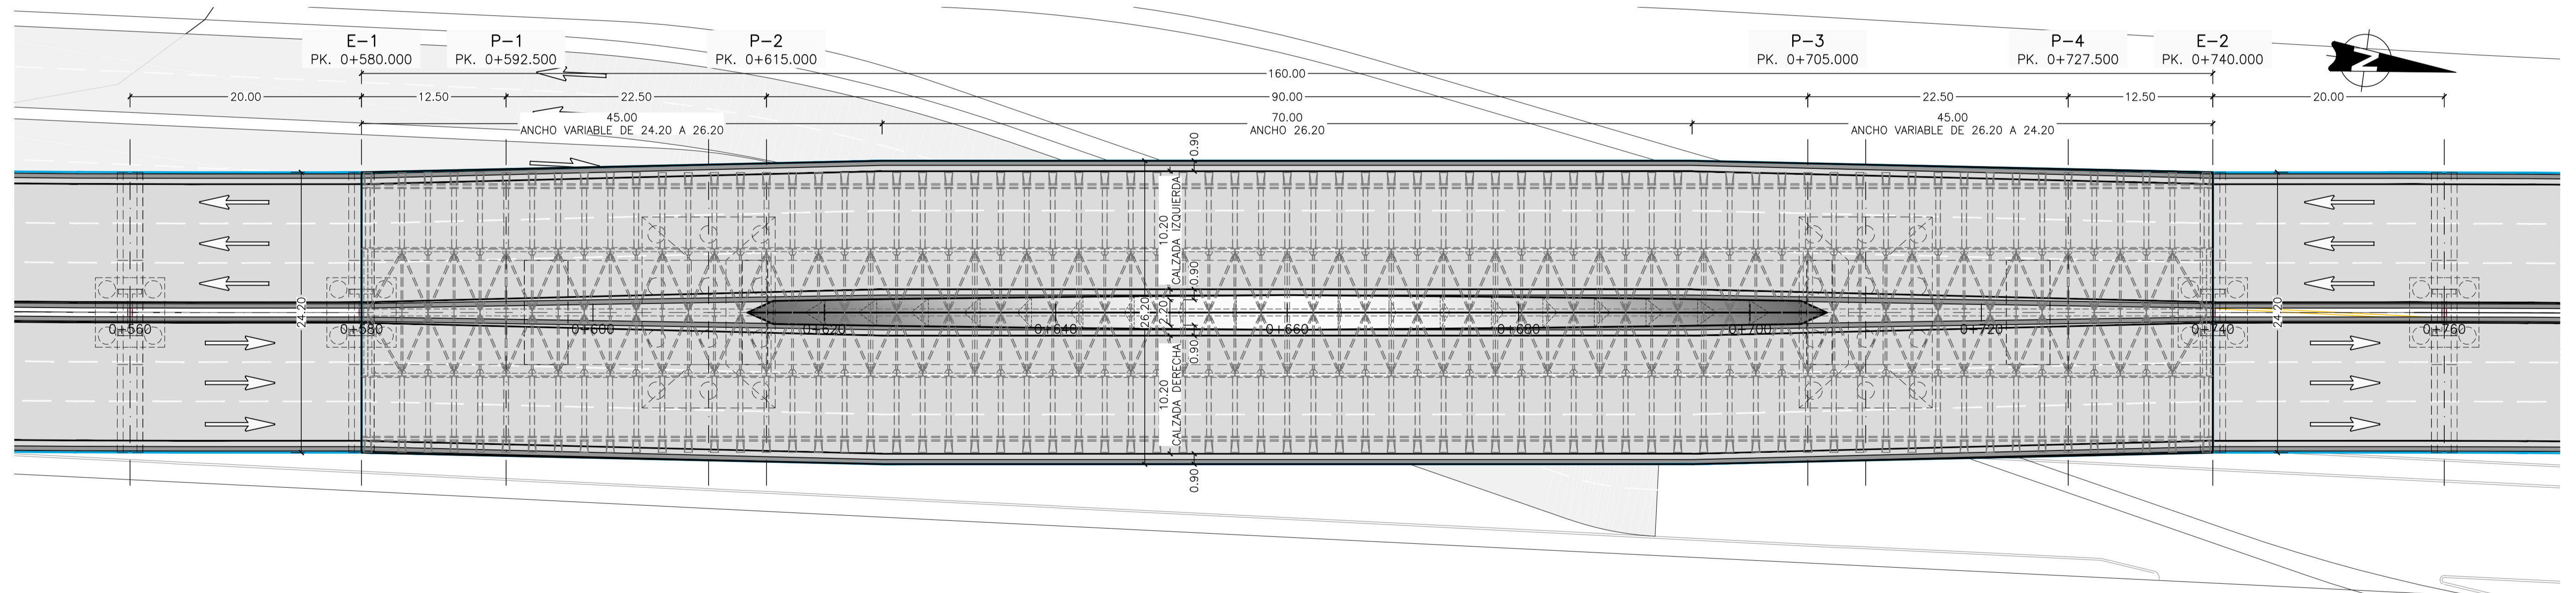 E-1
PK. 0+580.000
P-1
PK. 0+592.500
P-2
PK. 0+615.000
P-3
PK. 0+705.000
P-4
PK. 0+727.500
E-2
PK. 0+740.000
N
160.00
20.00
12.50
22.50
90.00
22.50
12.50
20.00
45.00
ANCHO VARIABLE DE 24.20 A 26.20
70.00
ANCHO 26.20
45.00
ANCHO VARIABLE DE 26.20 A 24.20
0.90
10.20
CALZADA IZQUIERDA
0.90
24.20
26.20
2.20
24.20
0+560
0+580
0+600
0+620
0+640
0+660
0+680
0+700
0+720
0+740
0+760
0.90
10.20
CALZADA DERECHA
0.90